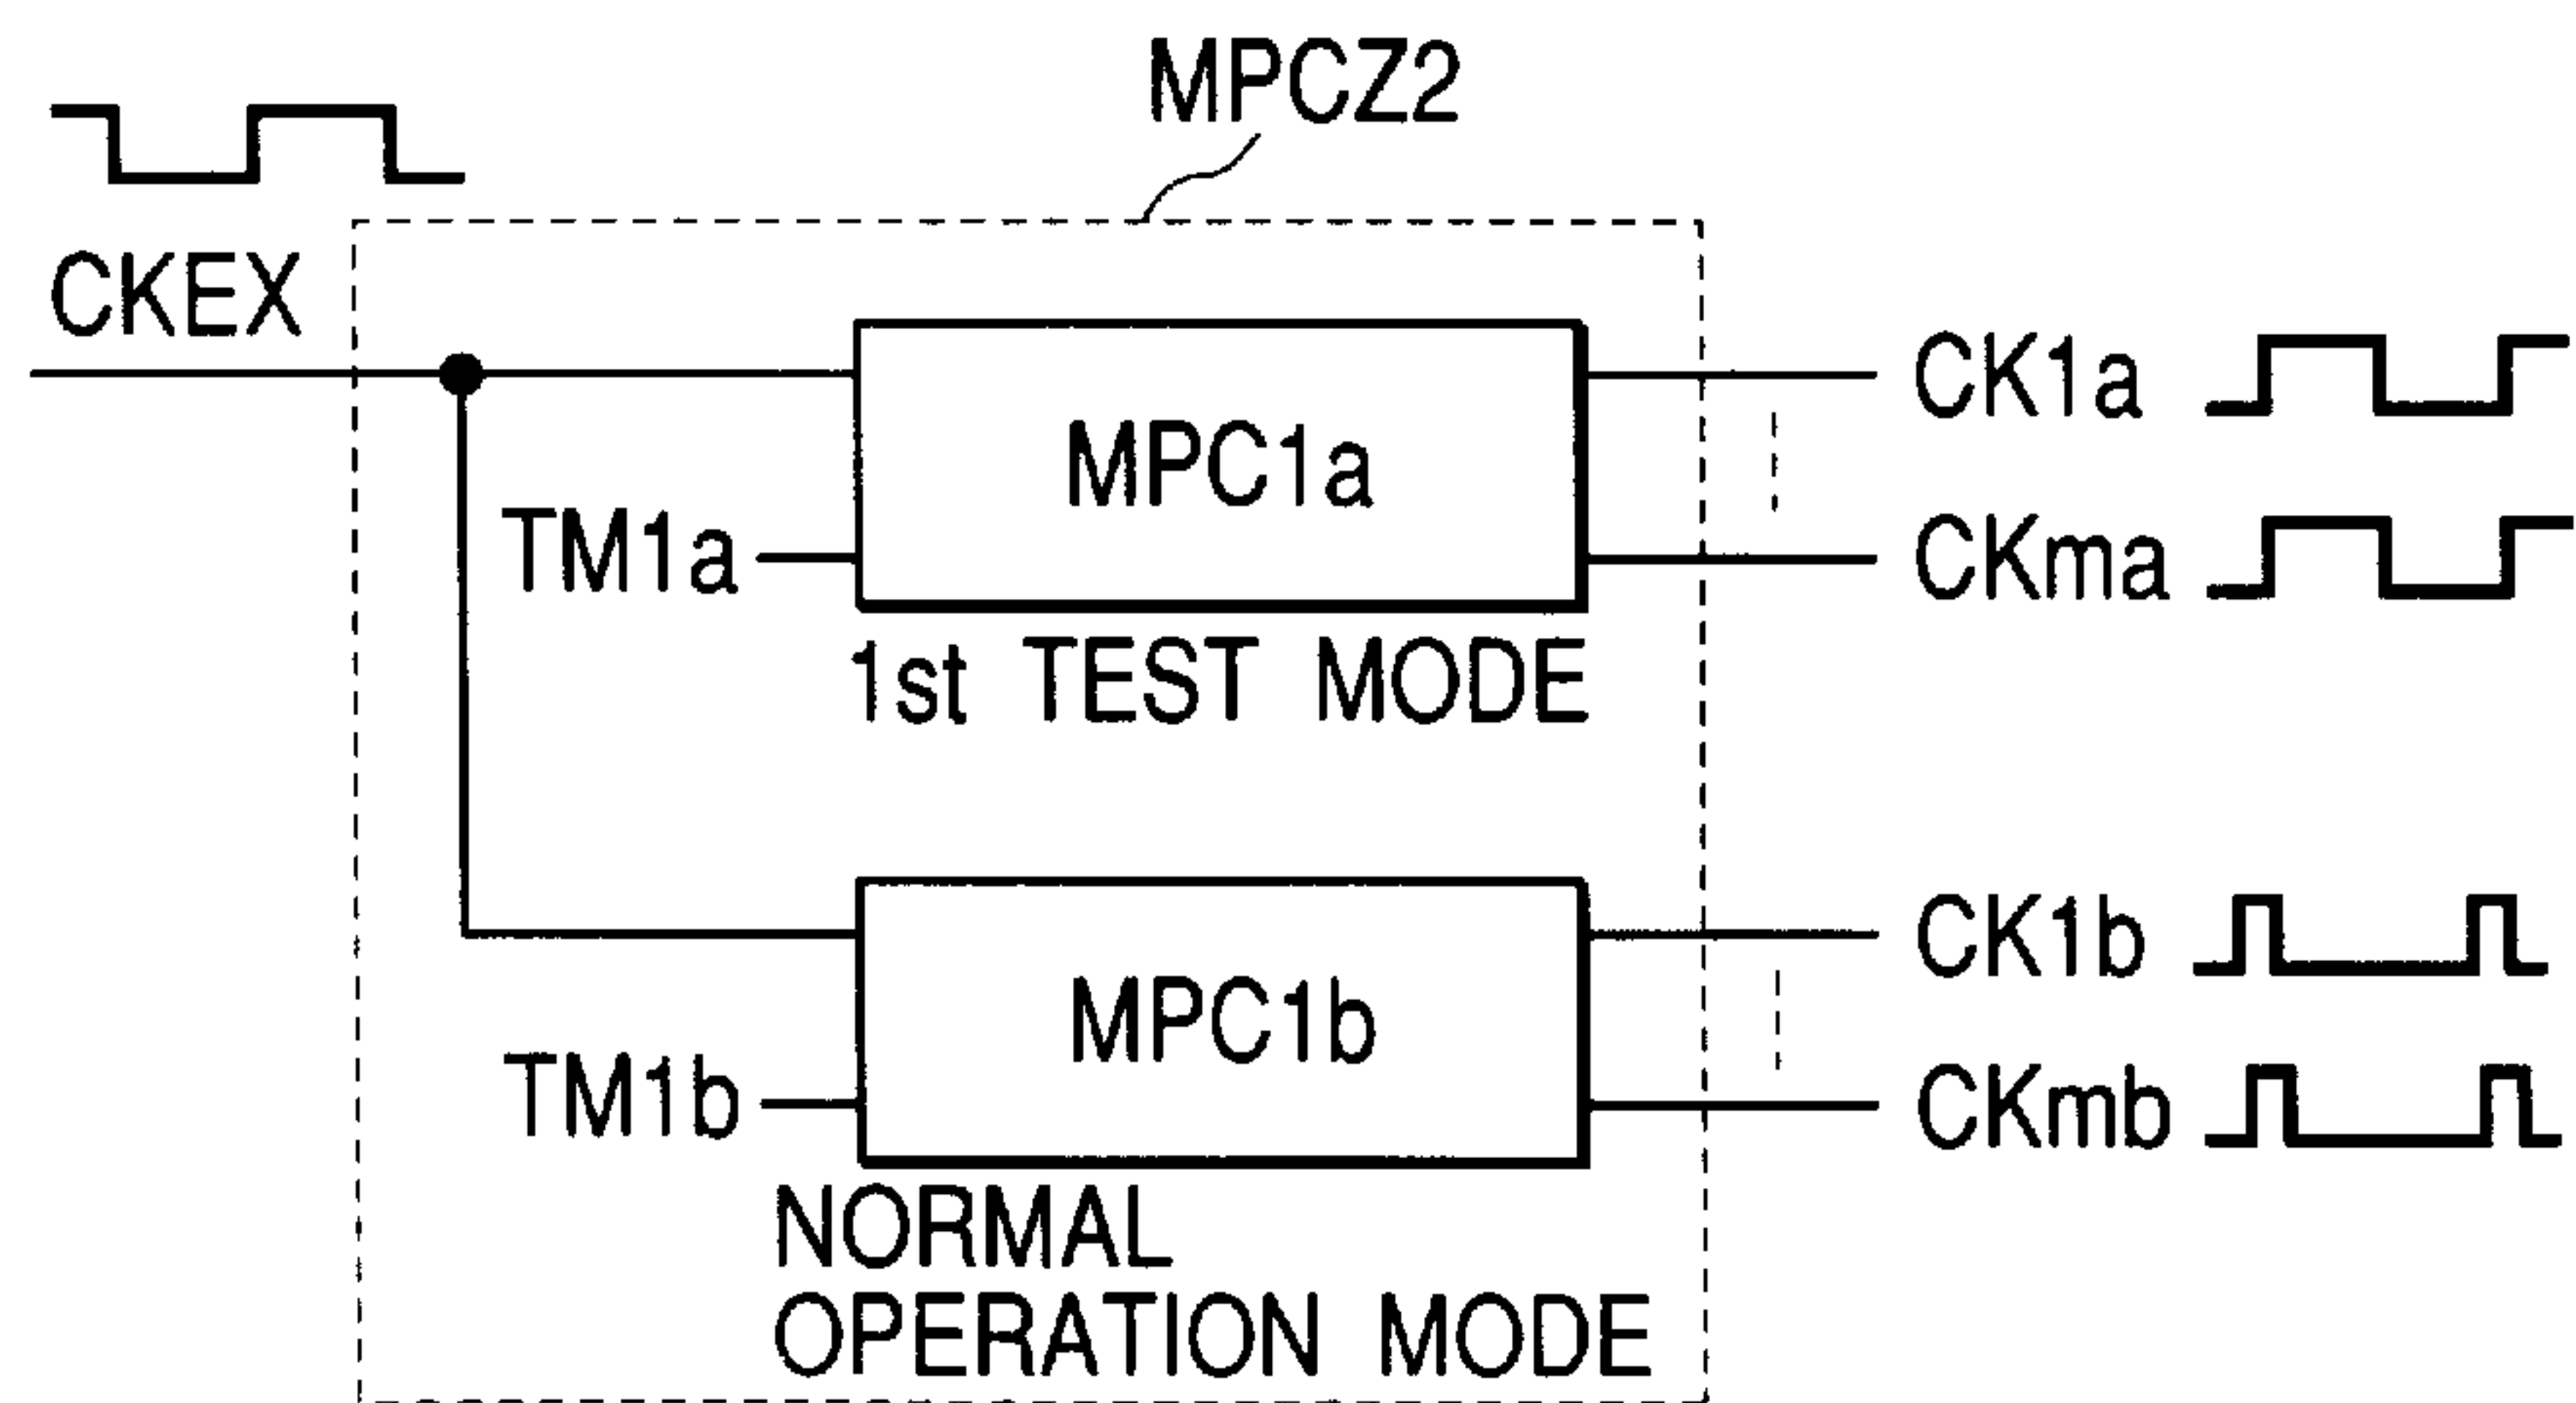 MPCZ2
CKEX
MPC1a
TM1a
1st TEST MODE
CK1a
CKma
MPC1b
TM1b
NORMAL
OPERATION MODE
CK1b
CKmb